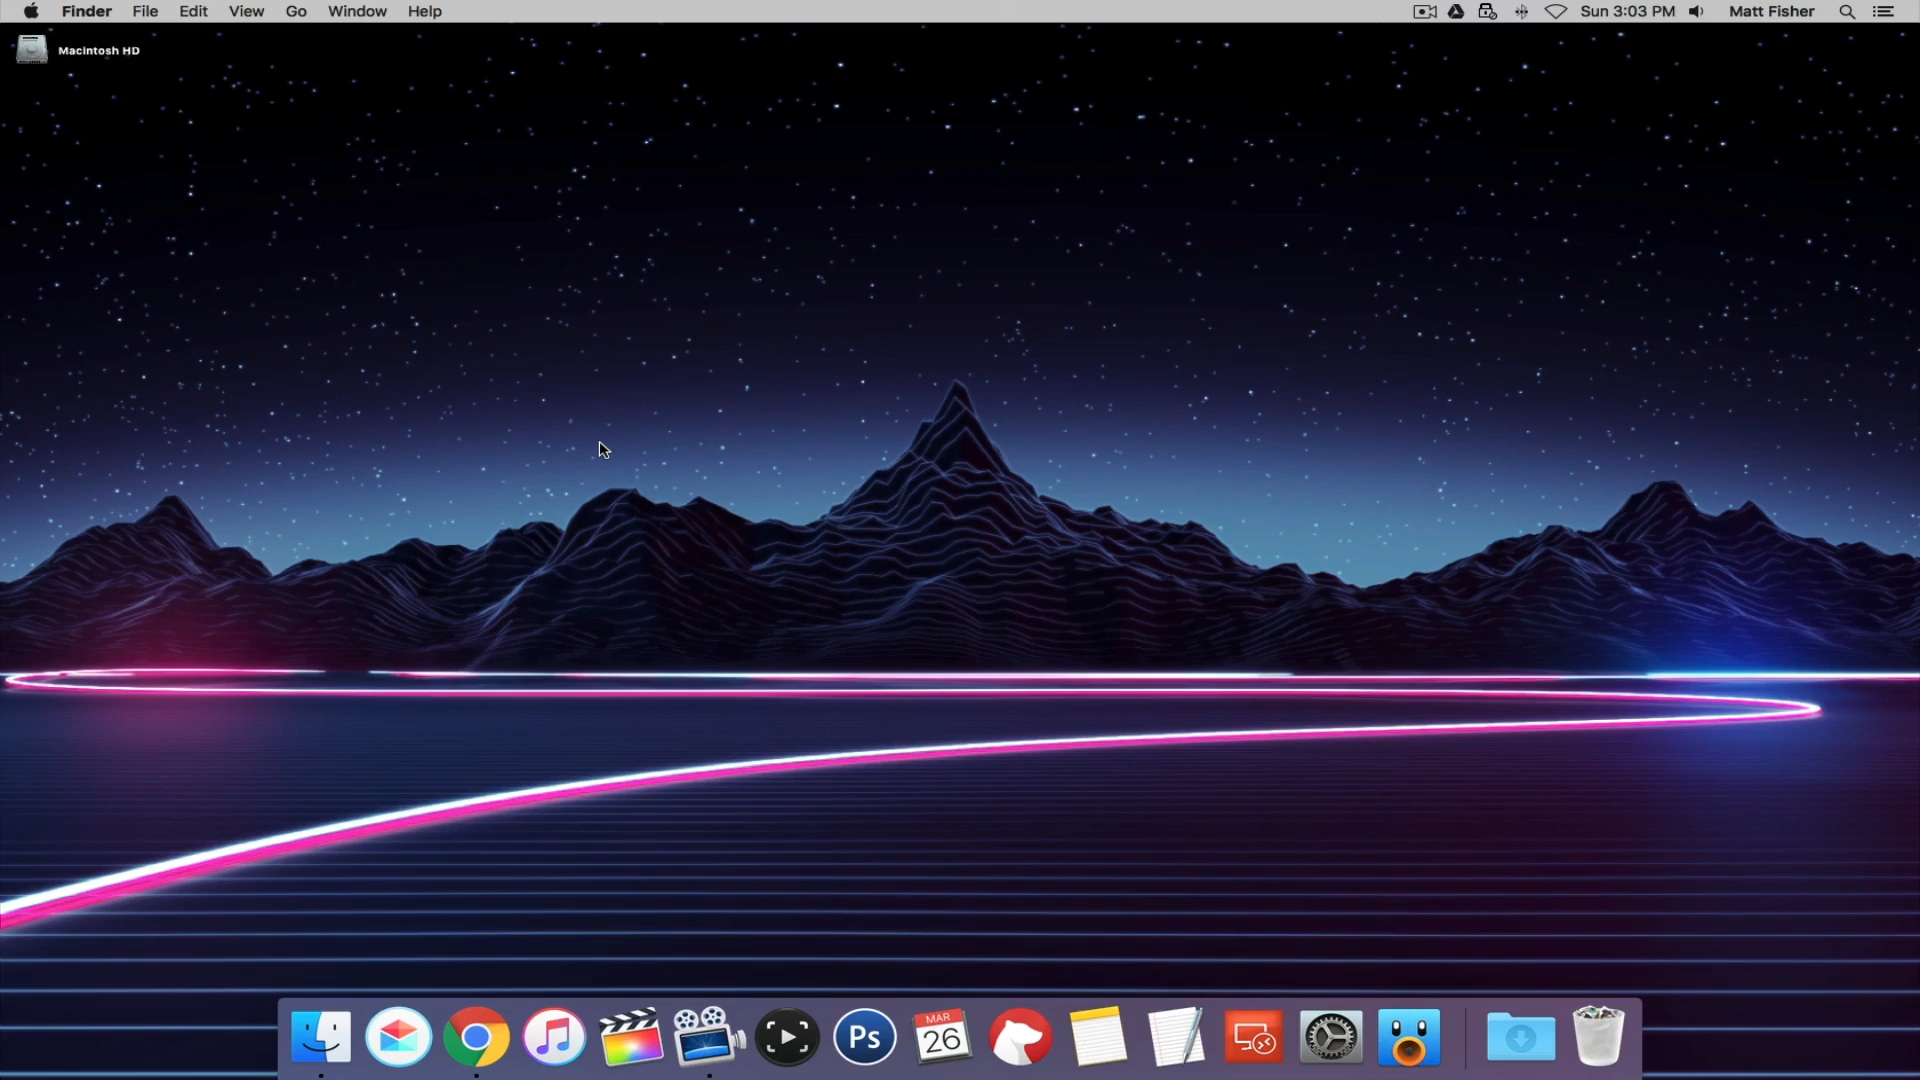 Finder File Edit View Go Window Help Sun 3:03 PM Matt Fisher
Macintosh HD
Ps
MAR
26